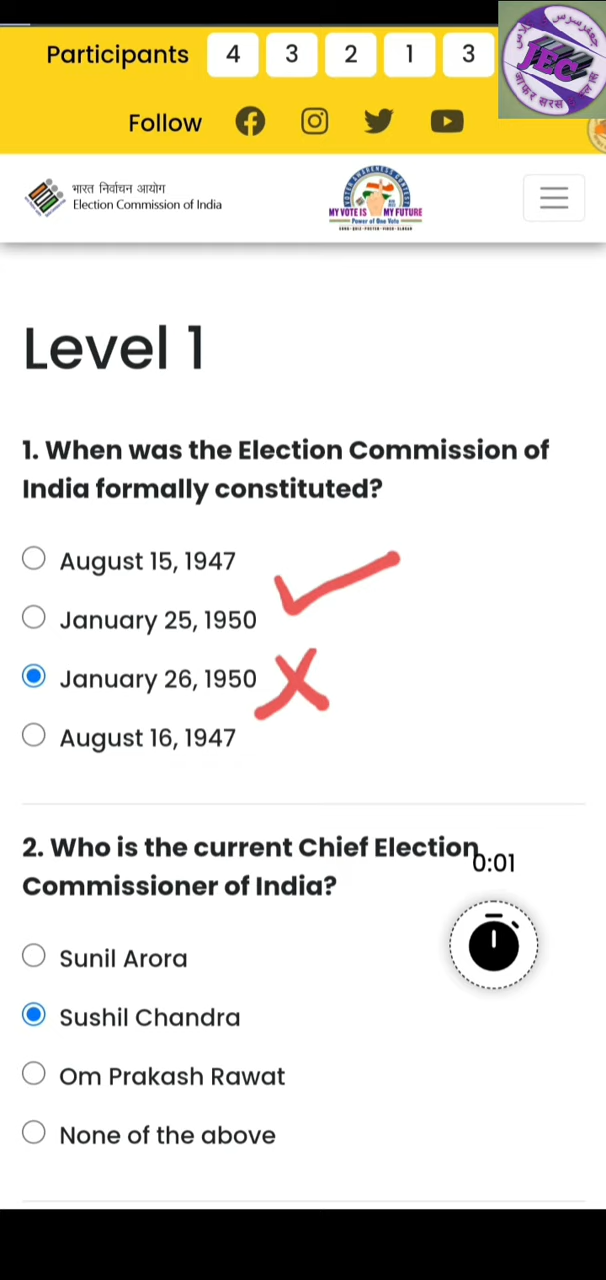 Participants 4 3 2 1 3
JEC
Follow
भारत निर्वाचन आयोग
Election Commission of India
MY VOTE IS MY FUTURE
Power of One Vote
Level 1
1. When was the Election Commission of
India formally constituted?
August 15, 1947
January 25, 1950
January 26, 1950
August 16, 1947
2. Who is the current Chief Election
0:01
Commissioner of India?
Sunil Arora
Sushil Chandra
Om Prakash Rawat
None of the above